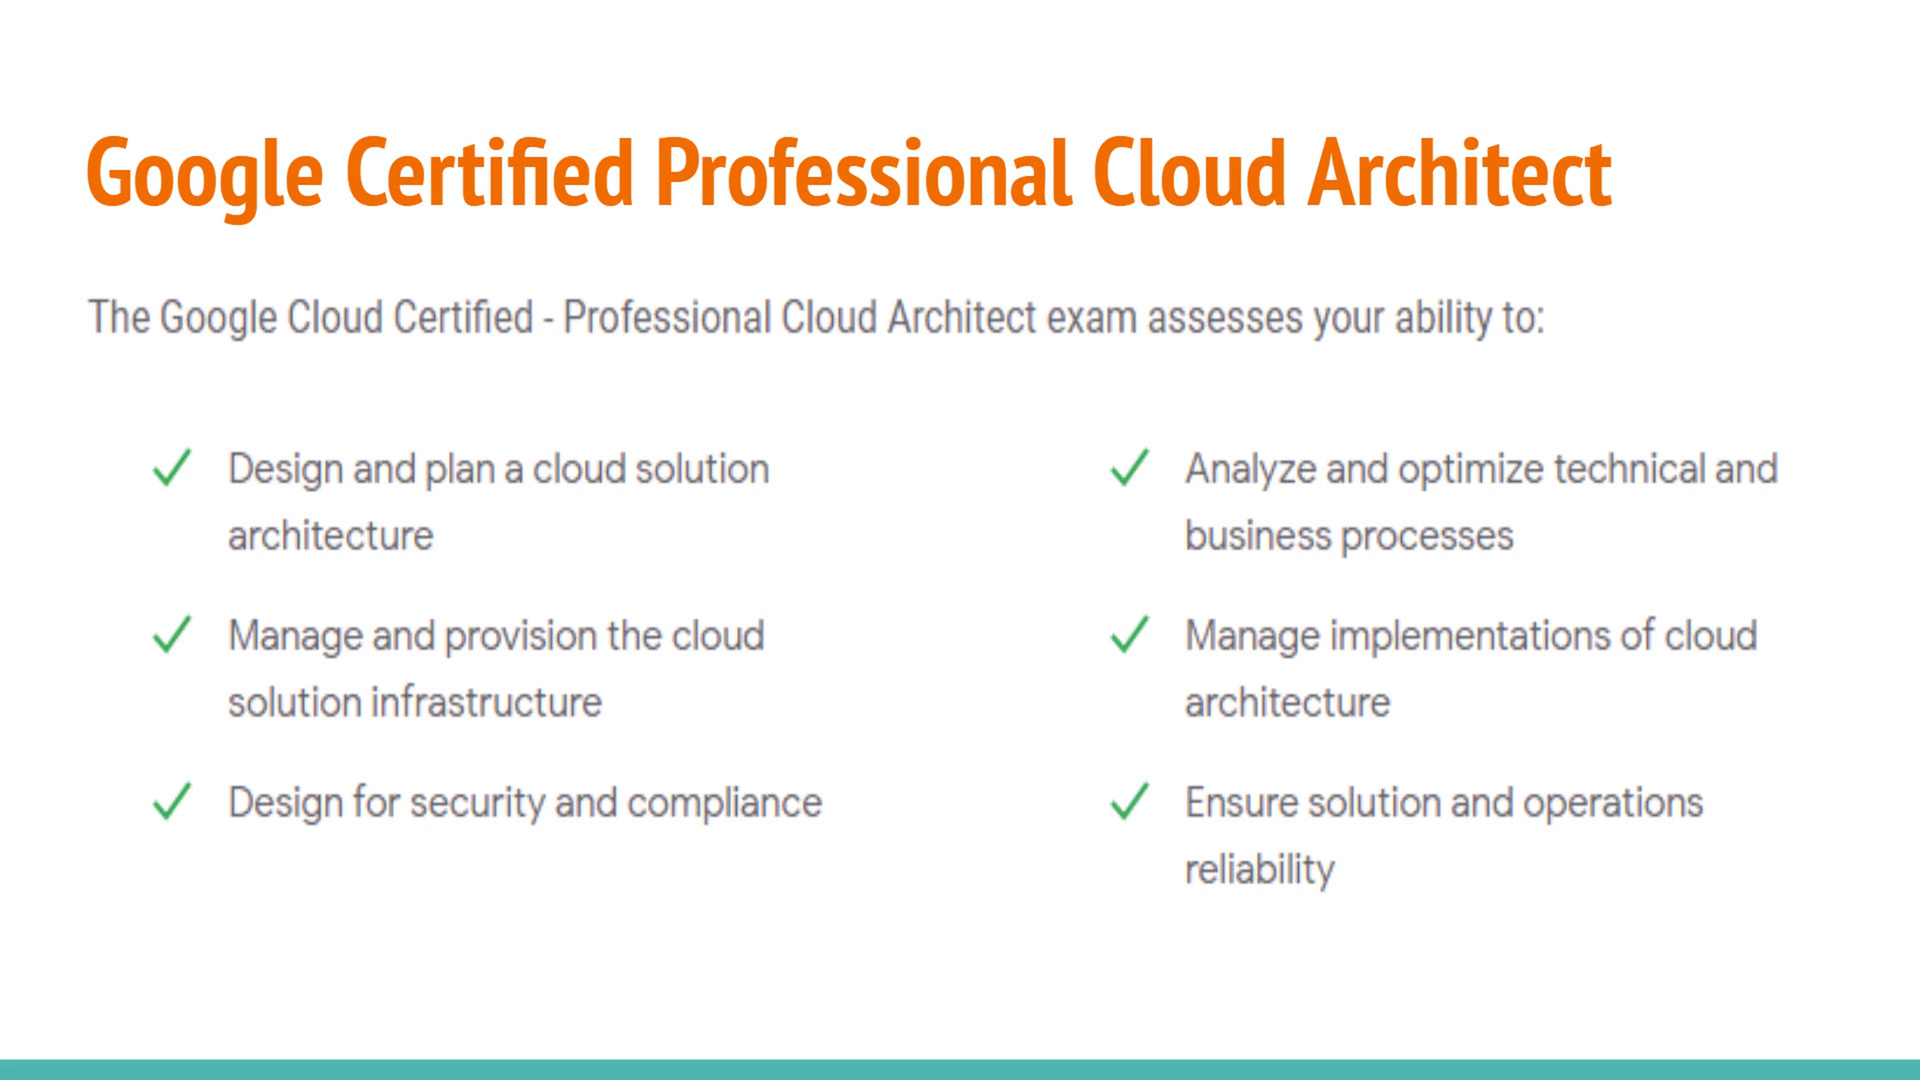 Google Certified Professional Cloud Architect
The Google Cloud Certified - Professional Cloud Architect exam assesses your ability to:
Design and plan a cloud solution
architecture
Manage and provision the cloud
solution infrastructure
Design for security and compliance
Analyze and optimize technical and
business processes
Manage implementations of cloud
architecture
Ensure solution and operations
reliability